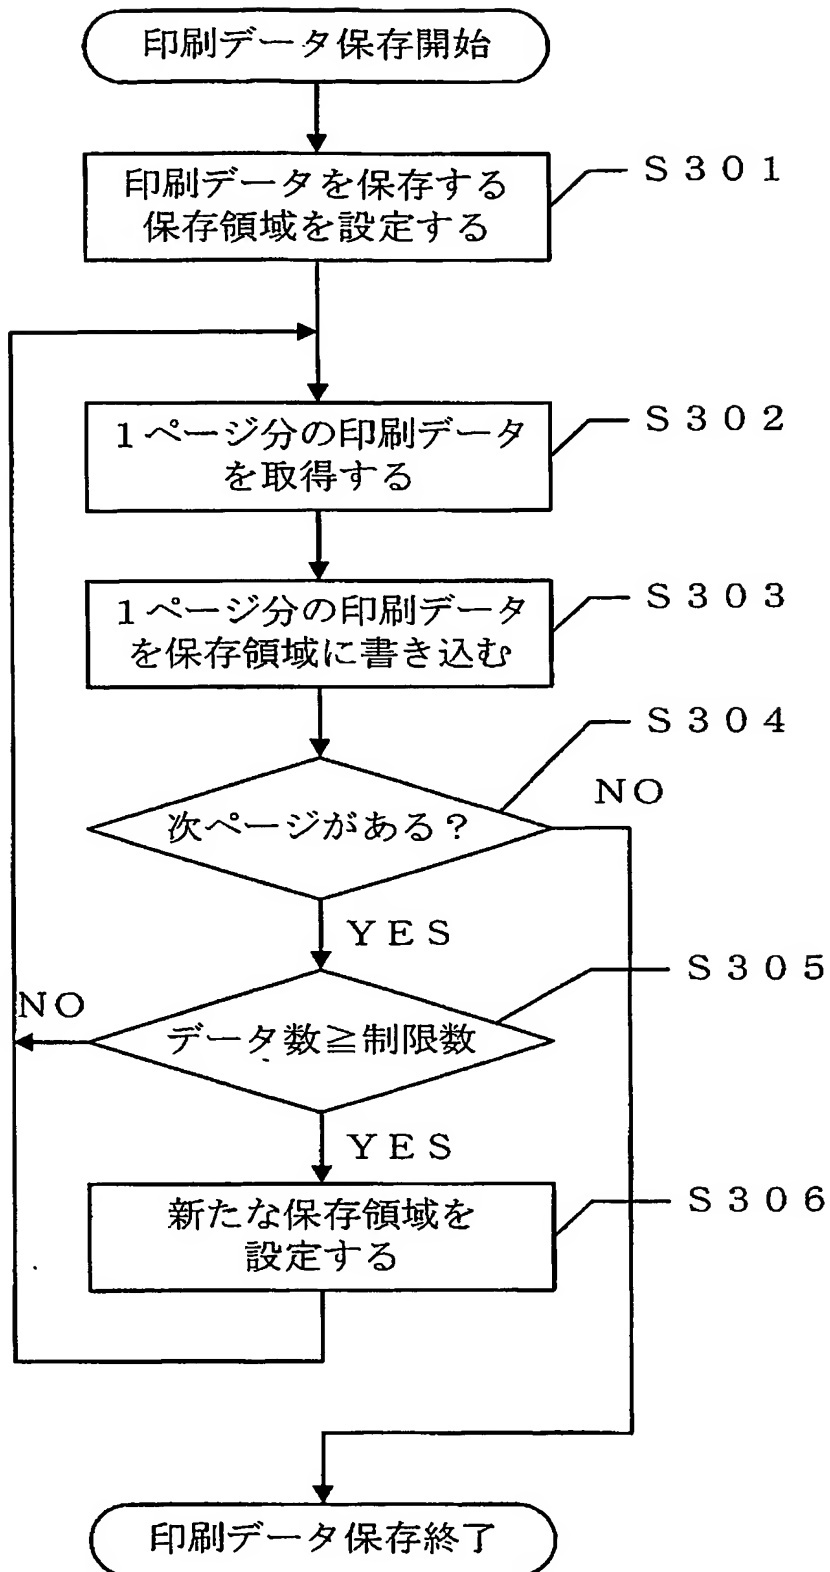 印刷データ保存開始
印刷データを保存する
保存領域を設定する
Ｓ３０１
１ページ分の印刷データ
を取得する
Ｓ３０２
１ページ分の印刷データ
を保存領域に書き込む
Ｓ３０３
Ｓ３０４
次ページがある？
ＮＯ
ＹＥＳ
Ｓ３０５
ＮＯ
データ数≧制限数
ＹＥＳ
新たな保存領域を
設定する
Ｓ３０６
印刷データ保存終了